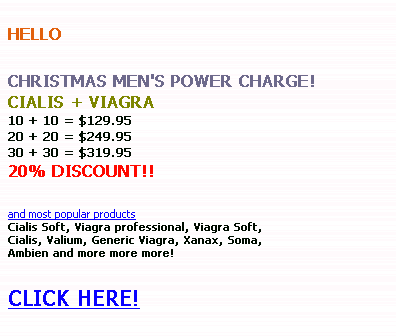 HELLO
CHRISTMAS MEN'S POWER CHARGE!
CIALIS + VIAGRA
10 + 10 = $129.95
20 + 20 = $249.95
30 + 30 = $319.95
20% DISCOUNT!!
and most popular products
Cialis Soft, Viagra professional, Viagra Soft,
Cialis, Valium, Generic Viagra, Xanax, Soma,
Ambien and more more more!
CLICK HERE!